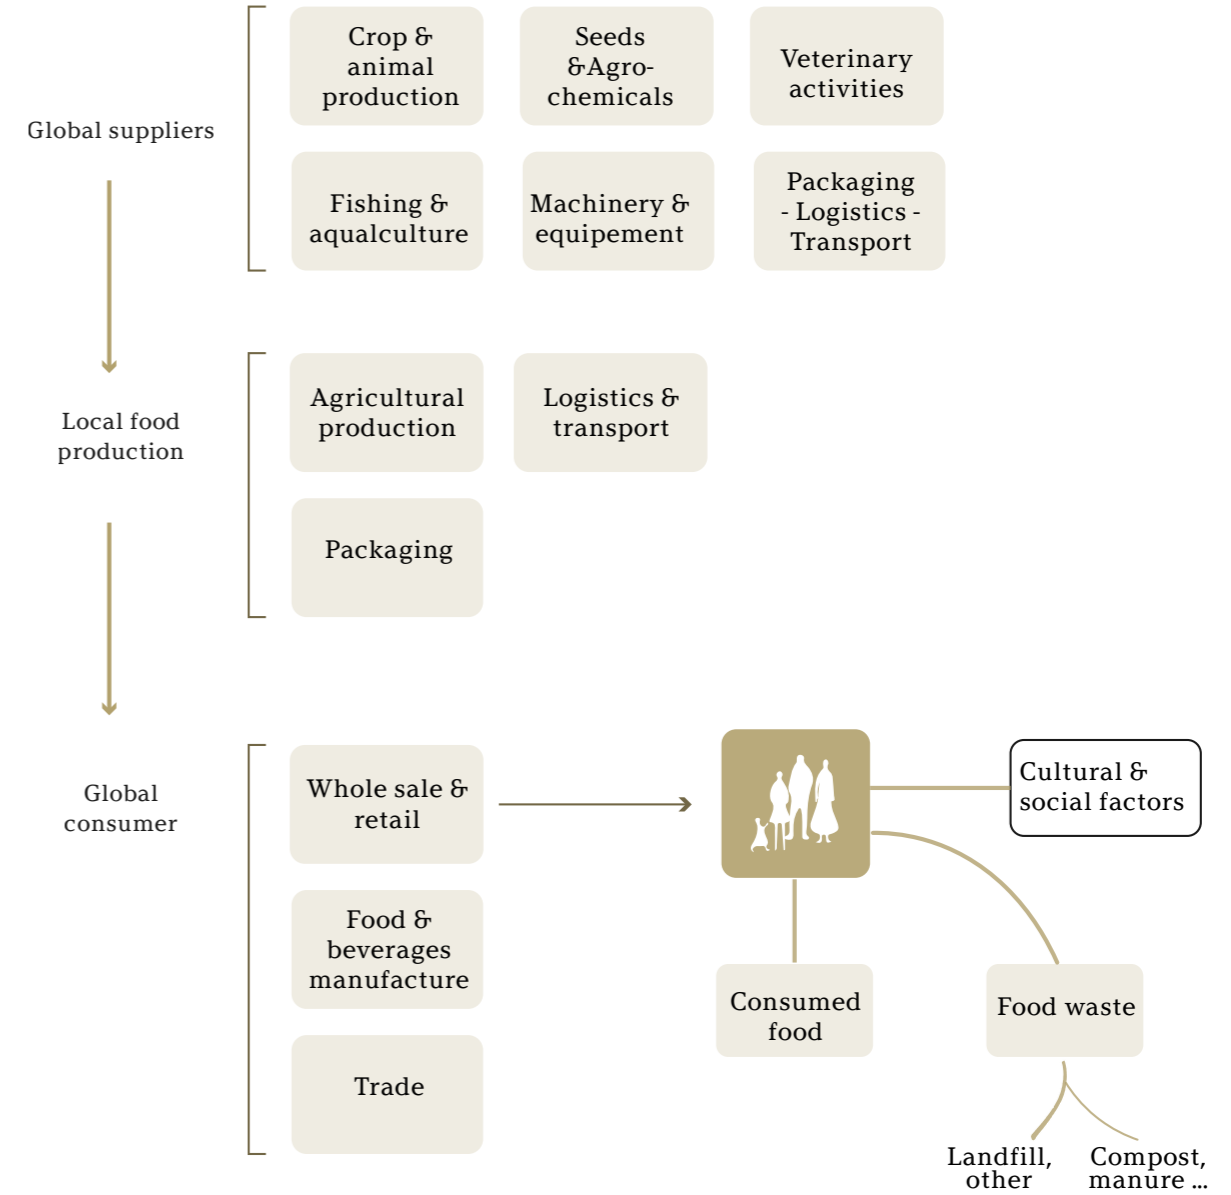 Global suppliers
Crop &
animal
production
Seeds
&Agro-
chemicals
Veterinary
activities
Fishing &
aqualculture
Machinery &
equipement
Packaging
- Logistics -
Transport
Local food
production
Agricultural
production
Logistics &
transport
Packaging
Global
consumer
Whole sale &
retail
Food &
beverages
manufacture
Trade
Cultural &
social factors
Consumed
food
Food waste
Landfill,
other
Compost,
manure ...